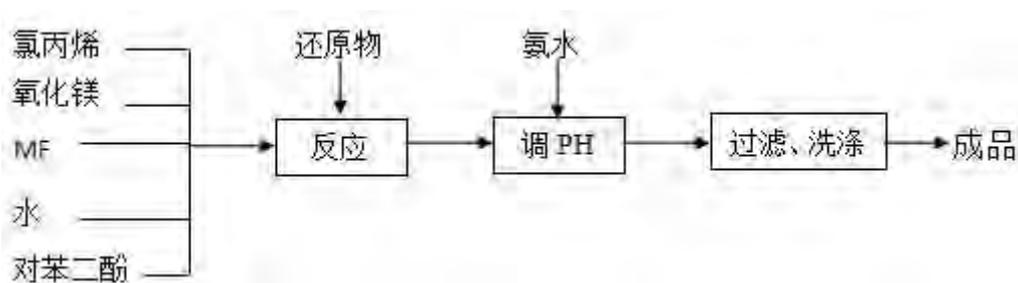 氯丙烯
氧化镁
MF
水
对苯二酚
还原物
反应
氨水
调 PH
过滤、洗涤
成品